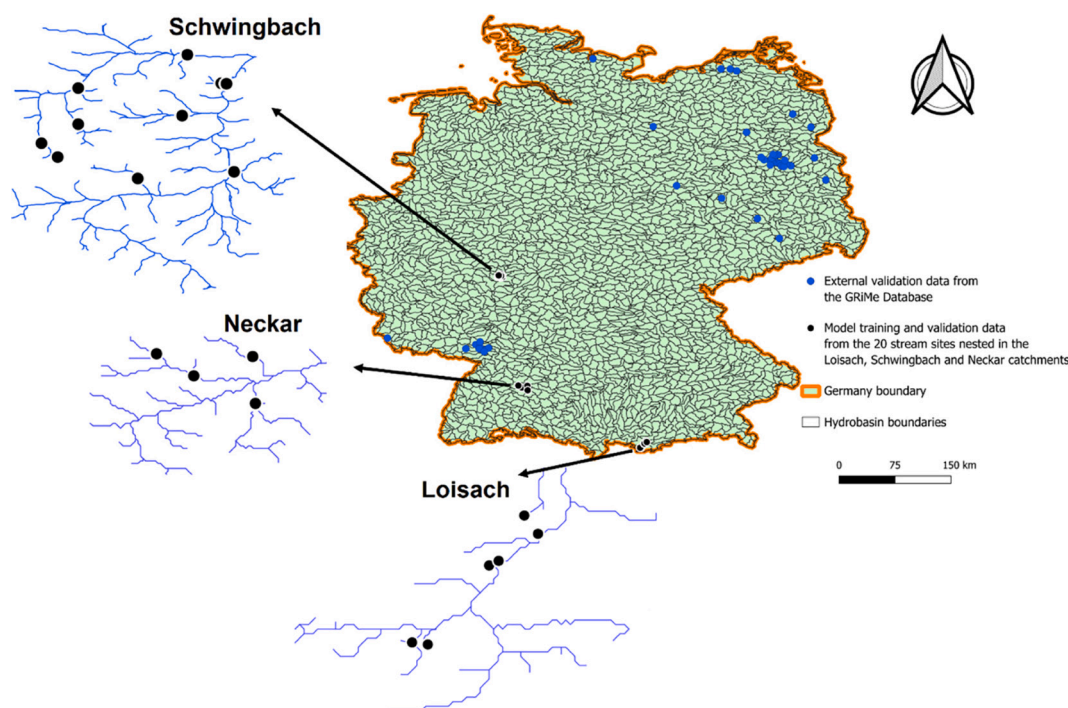 Schwingbach
Neckar
Loisach
External validation data from
the GRiMe Database
Model training and validation data
from the 20 stream sites nested in the
Loisach, Schwingbach and Neckar catchments
Germany boundary
Hydrobasin boundaries
0 75 150 km